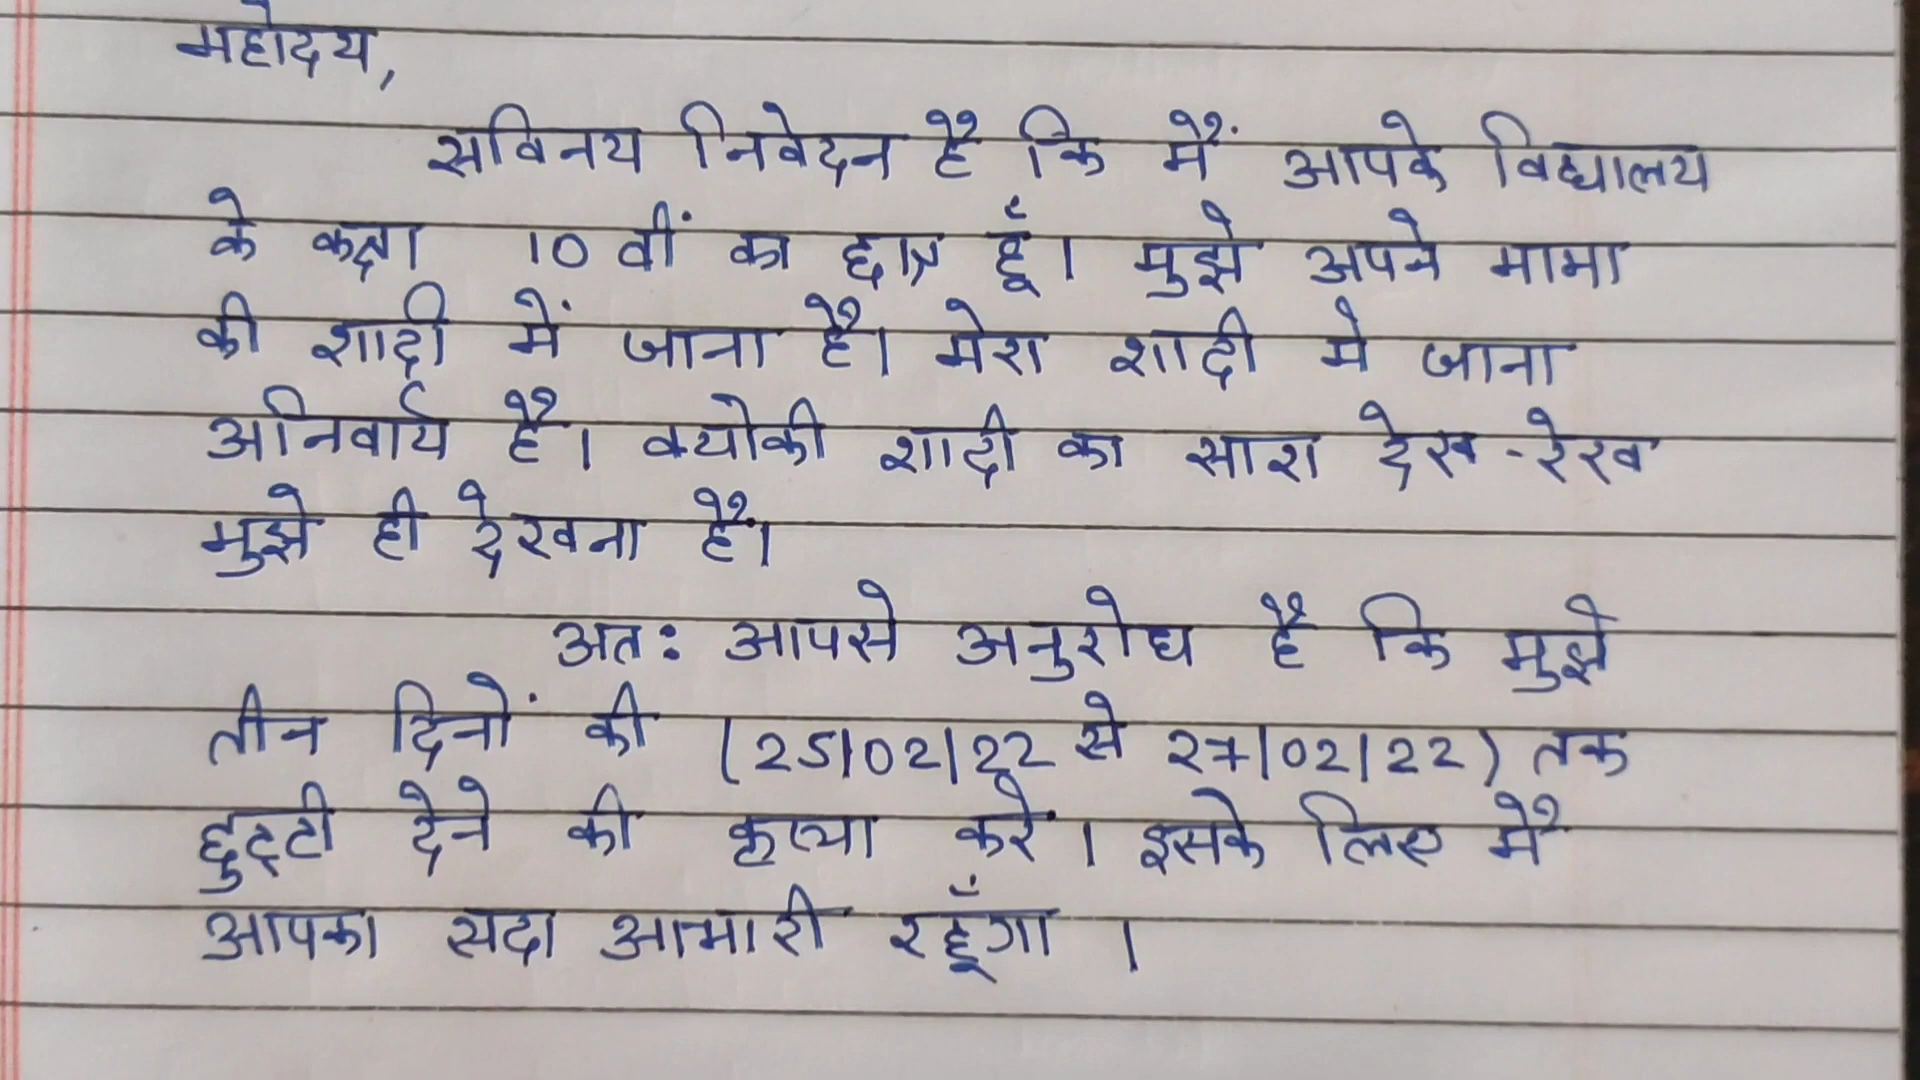 महोदय,
सविनय निवेदन है कि मैं आपके विद्यालय
के कक्षा 10 वीं का छात्र हूँ। मुझे अपने मामा
की शादी में जाना है। मेरा शादी मे जाना
अनिवार्य है। क्योकी शादी का सारा देख-रेख
मुझे ही देखना है।
अतः आपसे अनुरोध है कि मुझे
तीन दिनों की (25/02/22 से 27/02/22) तक
छुट्टी देने की कृप्या करें। इसके लिए मै
आपका सदा आभारी रहूँगा ।